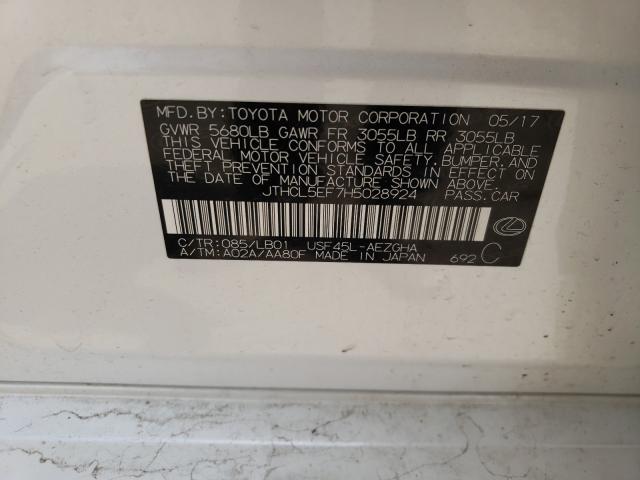 MFD.BY:TOYOTA MOTOR CORPORATION 05/17
GVWR 5680LB GAWR FR 3055LB RR 3055LB
THIS VEHICLE CONFORMS TO ALL APPLICABLE
FEDERAL MOTOR VEHICLE SAFETY, BUMPER,AND
THEFT PREVENTION STANDARDS IN EFFECT ON
THE DATE OF MANUFACTURE SHOWN ABOVE.
JTHCL5EF7H5028924 PASS.CAR
C/TR:085/LB01 USF45L-AEZGHA
A/TM:A02A/AA80F MADE IN JAPAN 692 C